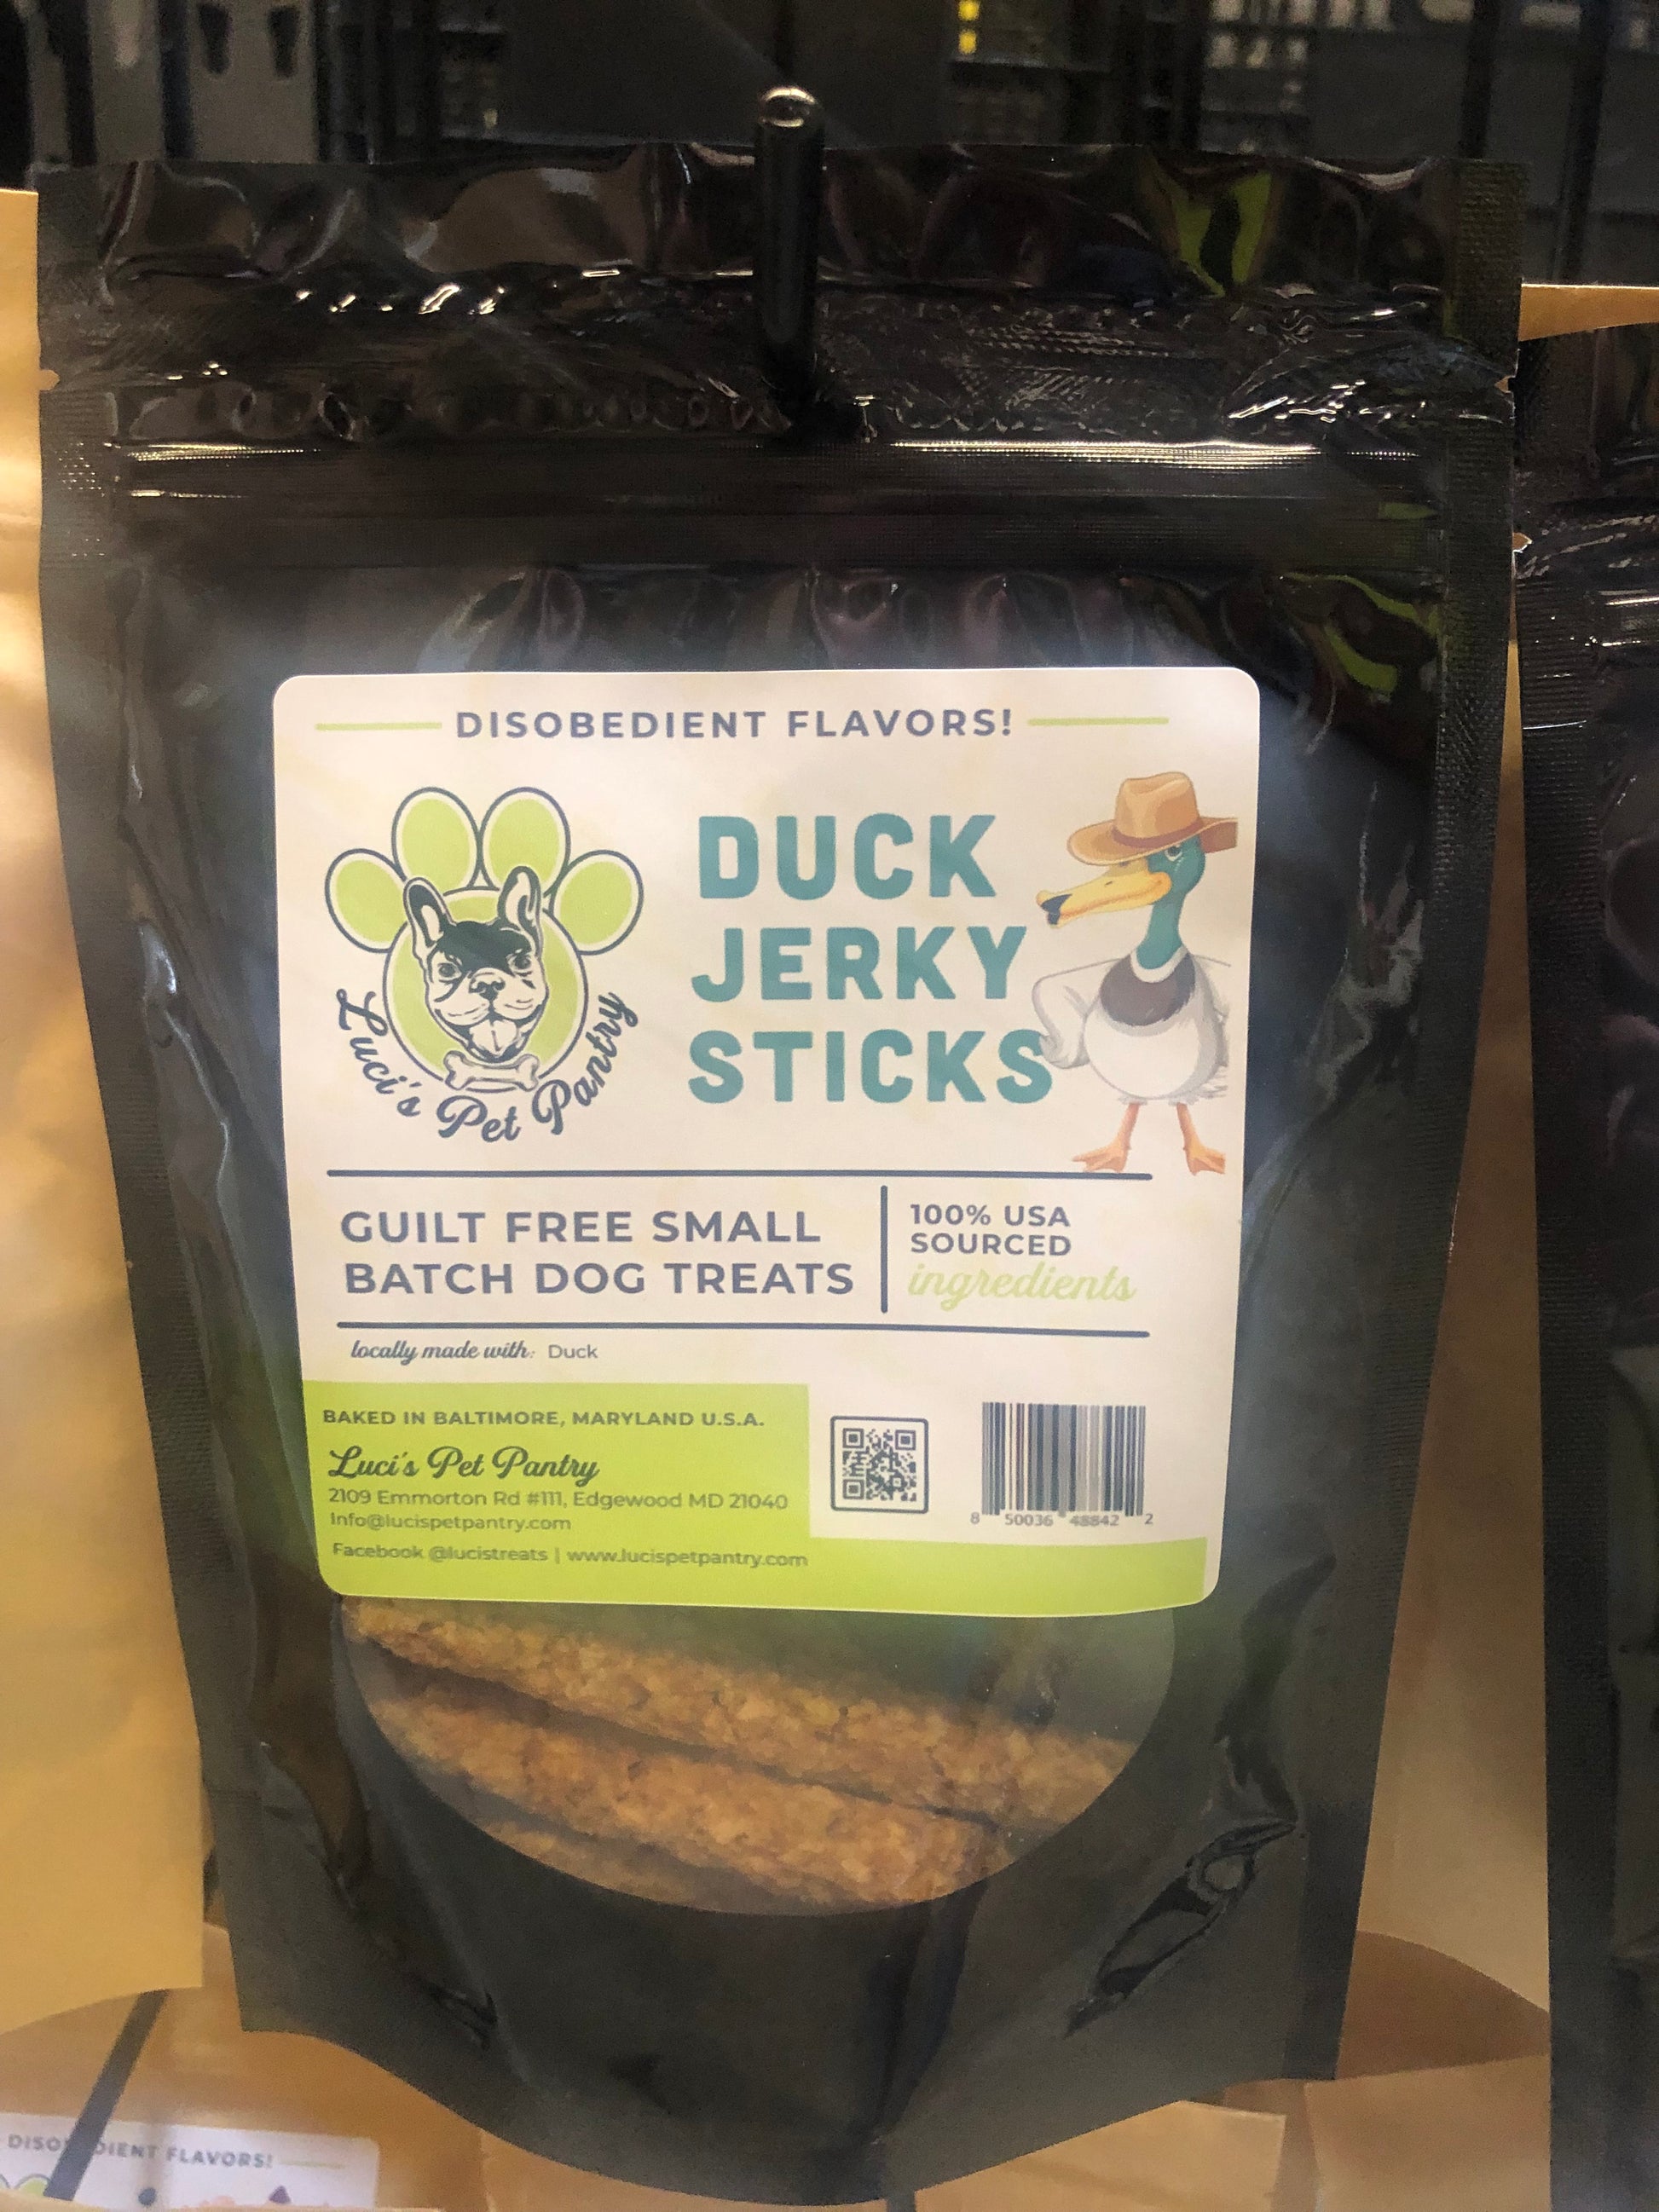 DISOBEDIENT FLAVORS!
Luci's Pet Pantry
DUCK
JERKY
STICKS
GUILT FREE SMALL
BATCH DOG TREATS
100% USA
SOURCED
ingredients
locally made with: Duck
BAKED IN BALTIMORE, MARYLAND U.S.A.
Luci's Pet Pantry
2109 Emmorton Rd #111, Edgewood MD 21040
Info@lucispetpantry.com
Facebook @lucistreats | www.lucispetpantry.com
8 50036 48842 2
DISOBEDIENT FLAVORS!